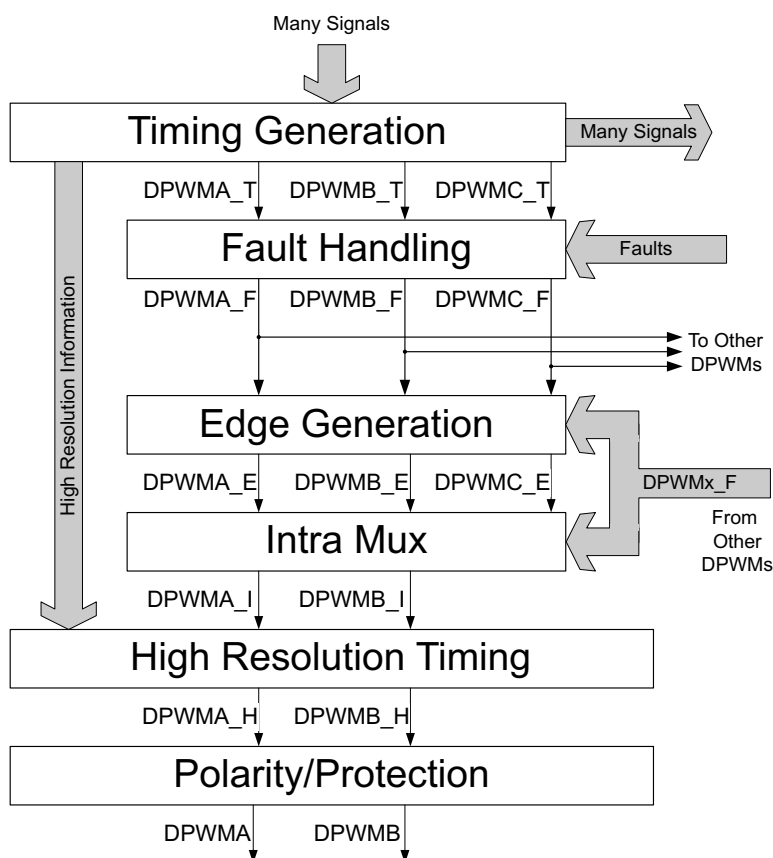 Many Signals
Timing Generation
Many Signals
DPWMA_T
DPWMB_T
DPWMC_T
Fault Handling
Faults
DPWMA_F
DPWMB_F
DPWMC_F
To Other
DPWMs
High Resolution Information
Edge Generation
DPWMA_E
DPWMB_E
DPWMC_E
DPWMx_F
From
Other
DPWMs
Intra Mux
DPWMA_I
DPWMB_I
High Resolution Timing
DPWMA_H
DPWMB_H
Polarity/Protection
DPWMA
DPWMB